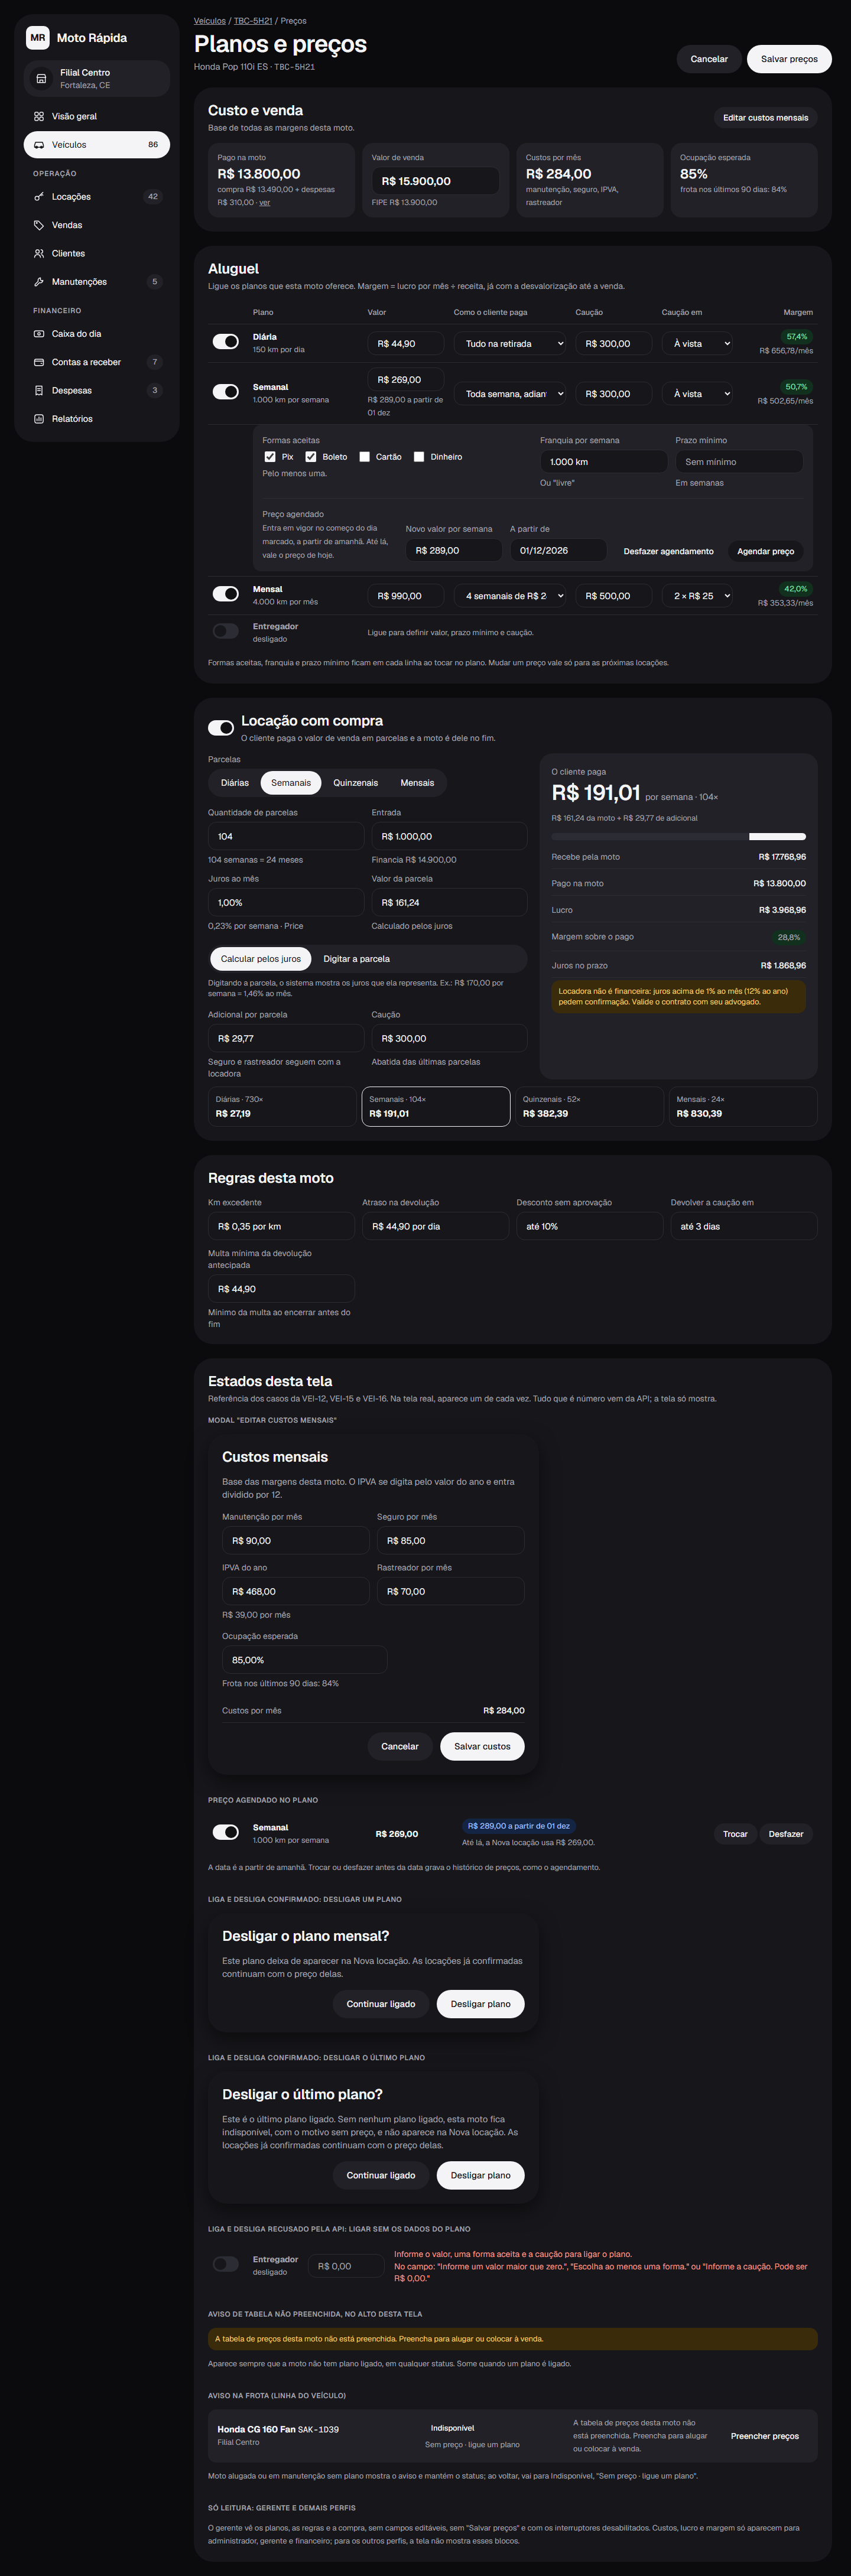 MR Moto Rápida
Filial Centro
Fortaleza, CE
Visão geral
Veículos 86
OPERAÇÃO
Locações 42
Vendas
Clientes
Manutenções 5
FINANCEIRO
Caixa do dia
Contas a receber 7
Despesas 3
Relatórios
Veículos / TBC-5H21 / Preços
Planos e preços
Honda Pop 110i ES · TBC-5H21
Cancelar Salvar preços
Custo e venda
Base de todas as margens desta moto.
Editar custos mensais
Pago na moto
R$ 13.800,00
compra R$ 13.490,00 + despesas
R$ 310,00 · ver
Valor de venda
R$ 15.900,00
FIPE R$ 13.900,00
Custos por mês
R$ 284,00
manutenção, seguro, IPVA,
rastreador
Ocupação esperada
85%
frota nos últimos 90 dias: 84%
Aluguel
Ligue os planos que esta moto oferece. Margem = lucro por mês ÷ receita, já com a desvalorização até a venda.
Plano Valor Como o cliente paga Caução Caução em Margem
Diária
150 km por dia
R$ 44,90 Tudo na retirada R$ 300,00 À vista
57,4%
R$ 656,78/mês
Semanal
1.000 km por semana
R$ 269,00
R$ 289,00 a partir de
01 dez
Toda semana, adian R$ 300,00 À vista
50,7%
R$ 502,65/mês
Formas aceitas
Pix Boleto Cartão Dinheiro
Pelo menos uma.
Franquia por semana
1.000 km
Ou "livre"
Prazo mínimo
Sem mínimo
Em semanas
Preço agendado
Entra em vigor no começo do dia
marcado, a partir de amanhã. Até lá,
vale o preço de hoje.
Novo valor por semana
R$ 289,00
A partir de
01/12/2026
Desfazer agendamento Agendar preço
Mensal
4.000 km por mês
R$ 990,00 4 semanas de R$ 2 R$ 500,00 2 × R$ 25
42,0%
R$ 353,33/mês
Entregador
desligado
Ligue para definir valor, prazo mínimo e caução.
Formas aceitas, franquia e prazo mínimo ficam em cada linha ao tocar no plano. Mudar um preço vale só para as próximas locações.
Locação com compra
O cliente paga o valor de venda em parcelas e a moto é dele no fim.
Parcelas
Diárias Semanais Quinzenais Mensais
Quantidade de parcelas
104
104 semanas = 24 meses
Entrada
R$ 1.000,00
Financia R$ 14.900,00
Juros ao mês
1,00%
0,23% por semana · Price
Valor da parcela
R$ 161,24
Calculado pelos juros
Calcular pelos juros Digitar a parcela
Digitando a parcela, o sistema mostra os juros que ela representa. Ex.: R$ 170,00 por
semana = 1,46% ao mês.
Adicional por parcela
R$ 29,77
Seguro e rastreador seguem com a
locadora
Caução
R$ 300,00
Abatida das últimas parcelas
O cliente paga
R$ 191,01 por semana · 104×
R$ 161,24 da moto + R$ 29,77 de adicional
Recebe pela moto R$ 17.768,96
Pago na moto R$ 13.800,00
Lucro R$ 3.968,96
Margem sobre o pago 28,8%
Juros no prazo R$ 1.868,96
Locadora não é financeira: juros acima de 1% ao mês (12% ao ano)
pedem confirmação. Valide o contrato com seu advogado.
Diárias · 730×
R$ 27,19
Semanais · 104×
R$ 191,01
Quinzenais · 52×
R$ 382,39
Mensais · 24×
R$ 830,39
Regras desta moto
Km excedente
R$ 0,35 por km
Atraso na devolução
R$ 44,90 por dia
Desconto sem aprovação
até 10%
Devolver a caução em
até 3 dias
Multa mínima da devolução
antecipada
R$ 44,90
Mínimo da multa ao encerrar antes do
fim
Estados desta tela
Referência dos casos da VEI-12, VEI-15 e VEI-16. Na tela real, aparece um de cada vez. Tudo que é número vem da API; a tela só mostra.
MODAL "EDITAR CUSTOS MENSAIS"
Custos mensais
Base das margens desta moto. O IPVA se digita pelo valor do ano e entra
dividido por 12.
Manutenção por mês
R$ 90,00
Seguro por mês
R$ 85,00
IPVA do ano
R$ 468,00
R$ 39,00 por mês
Rastreador por mês
R$ 70,00
Ocupação esperada
85,00%
Frota nos últimos 90 dias: 84%
Custos por mês R$ 284,00
Cancelar Salvar custos
PREÇO AGENDADO NO PLANO
Semanal
1.000 km por semana
R$ 269,00
R$ 289,00 a partir de 01 dez
Até lá, a Nova locação usa R$ 269,00.
Trocar Desfazer
A data é a partir de amanhã. Trocar ou desfazer antes da data grava o histórico de preços, como o agendamento.
LIGA E DESLIGA CONFIRMADO: DESLIGAR UM PLANO
Desligar o plano mensal?
Este plano deixa de aparecer na Nova locação. As locações já confirmadas
continuam com o preço delas.
Continuar ligado Desligar plano
LIGA E DESLIGA CONFIRMADO: DESLIGAR O ÚLTIMO PLANO
Desligar o último plano?
Este é o último plano ligado. Sem nenhum plano ligado, esta moto fica
indisponível, com o motivo sem preço, e não aparece na Nova locação. As
locações já confirmadas continuam com o preço delas.
Continuar ligado Desligar plano
LIGA E DESLIGA RECUSADO PELA API: LIGAR SEM OS DADOS DO PLANO
Entregador
desligado
R$ 0,00
Informe o valor, uma forma aceita e a caução para ligar o plano.
No campo: "Informe um valor maior que zero.", "Escolha ao menos uma forma." ou "Informe a caução. Pode ser
R$ 0,00."
AVISO DE TABELA NÃO PREENCHIDA, NO ALTO DESTA TELA
A tabela de preços desta moto não está preenchida. Preencha para alugar ou colocar à venda.
Aparece sempre que a moto não tem plano ligado, em qualquer status. Some quando um plano é ligado.
AVISO NA FROTA (LINHA DO VEÍCULO)
Honda CG 160 Fan SAK-1D39
Filial Centro
Indisponível
Sem preço · ligue um plano
A tabela de preços desta moto não
está preenchida. Preencha para alugar
ou colocar à venda.
Preencher preços
Moto alugada ou em manutenção sem plano mostra o aviso e mantém o status; ao voltar, vai para Indisponível, "Sem preço · ligue um plano".
SÓ LEITURA: GERENTE E DEMAIS PERFIS
O gerente vê os planos, as regras e a compra, sem campos editáveis, sem "Salvar preços" e com os interruptores desabilitados. Custos, lucro e margem só aparecem para
administrador, gerente e financeiro; para os outros perfis, a tela não mostra esses blocos.